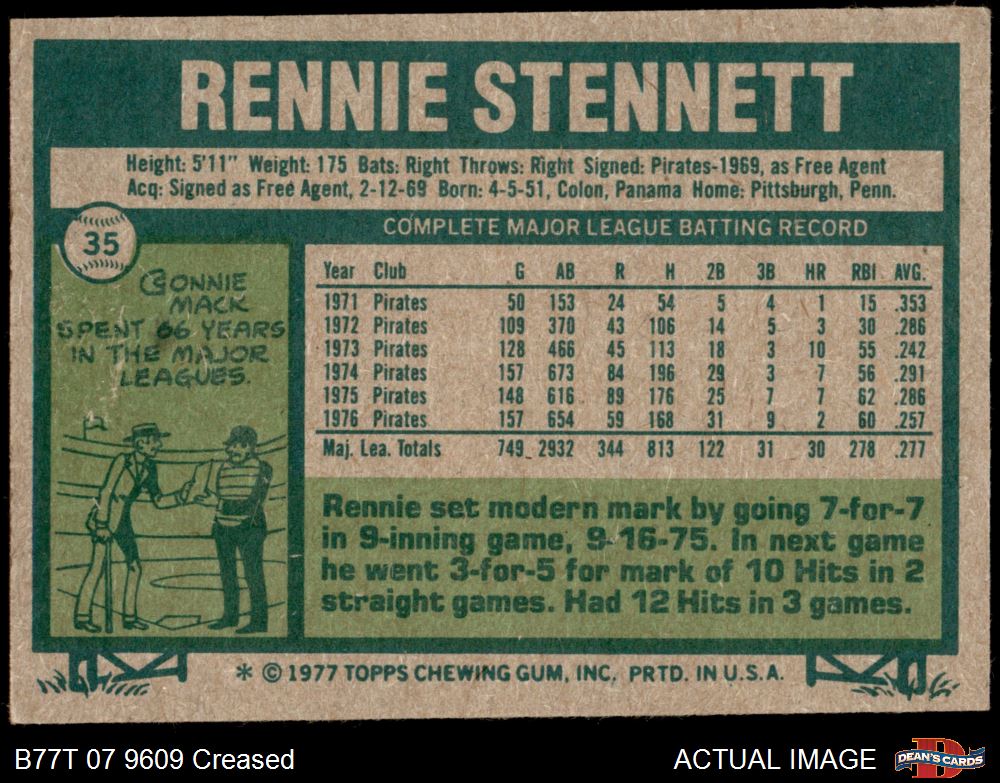 RENNIE STENNETT
Height: 5'11" Weight: 175 Bats: Right Throws: Right Signed: Pirates-1969, as Free Agent
Acq: Signed as Free Agent, 2-12-69 Born: 4-5-51, Colon, Panama Home: Pittsburgh, Penn.
35
COMPLETE MAJOR LEAGUE BATTING RECORD
CONNIE
MACK
SPENT 66 YEARS
IN THE MAJOR
LEAGUES.
Year Club G AB R H 2B 3B HR RBI AVG.
1971 Pirates 50 153 24 54 5 4 1 15 .353
1972 Pirates 109 370 43 106 14 5 3 30 .286
1973 Pirates 128 466 45 113 18 3 10 55 .242
1974 Pirates 157 673 84 196 29 3 7 56 .291
1975 Pirates 148 616 89 176 25 7 7 62 .286
1976 Pirates 157 654 59 168 31 9 2 60 .257
Maj. Lea. Totals 749 2932 344 813 122 31 30 278 .277
Rennie set modern mark by going 7-for-7
in 9-inning game, 9-16-75. In next game
he went 3-for-5 for mark of 10 Hits in 2
straight games. Had 12 Hits in 3 games.
* © 1977 TOPPS CHEWING GUM, INC. PRTD. IN U.S.A.
B77T 07 9609 Creased
ACTUAL IMAGE
D
DEAN'S CARDS